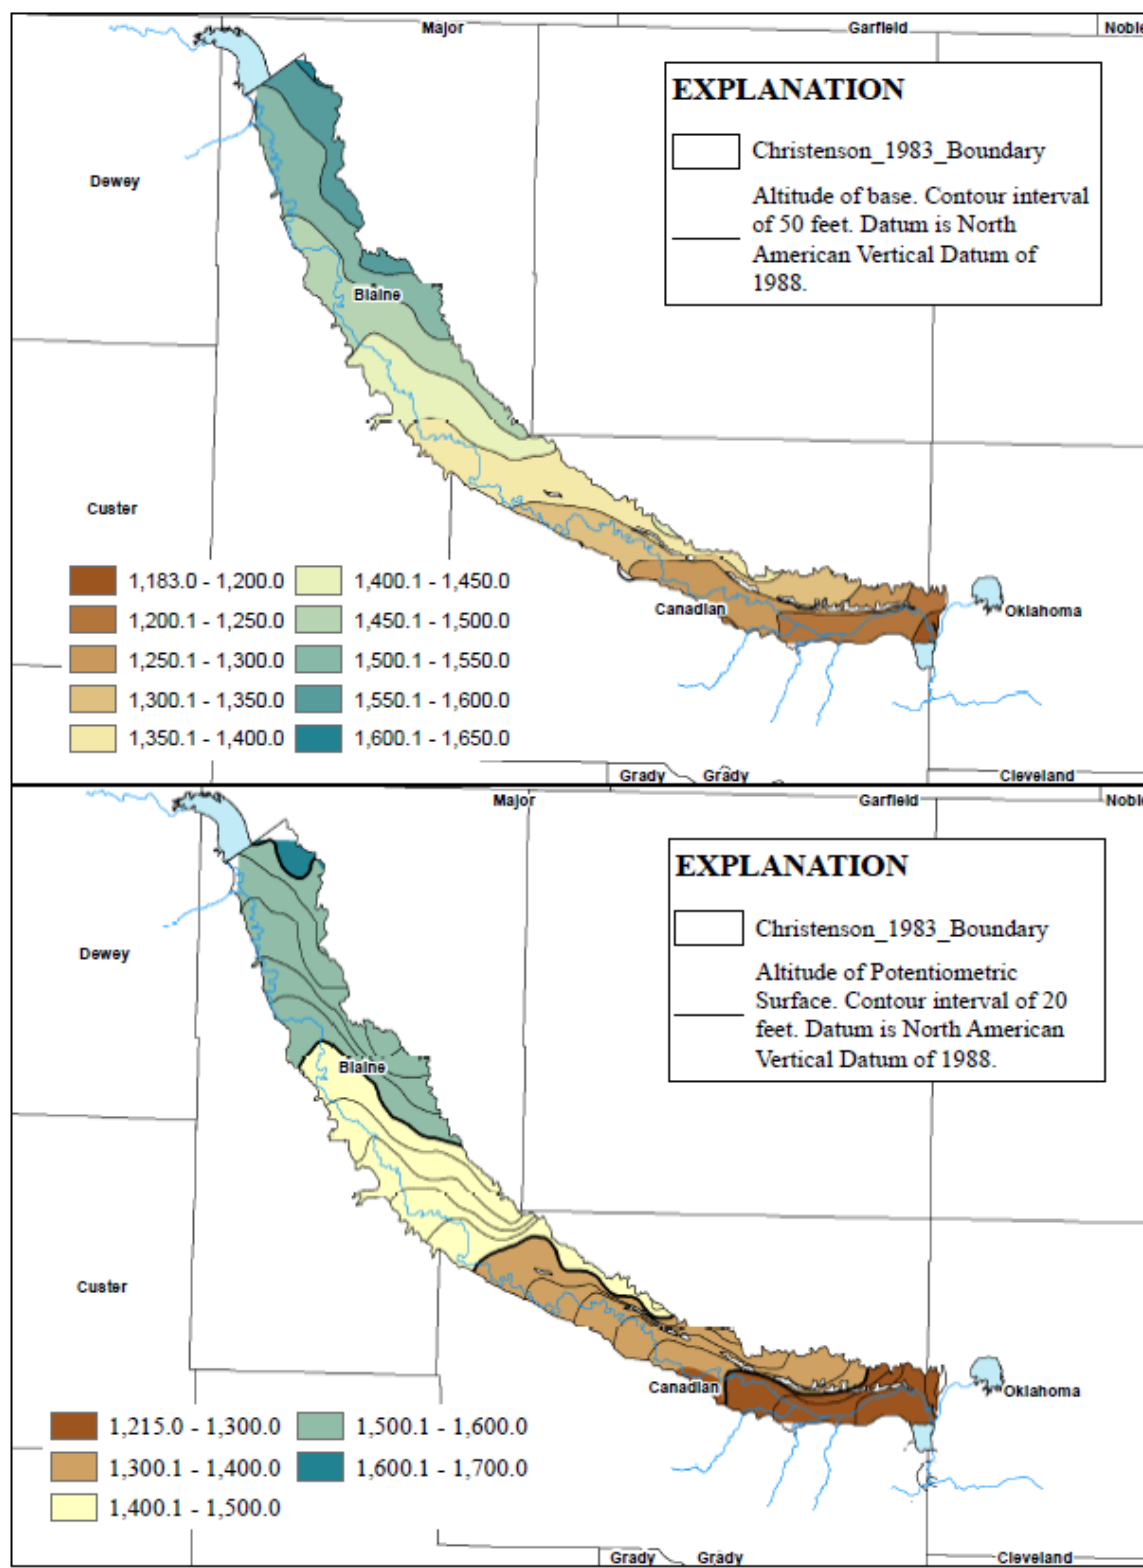 Major
Garfield
Noble
EXPLANATION
Christenson_1983_Boundary
Altitude of base. Contour interval
of 50 feet. Datum is North
American Vertical Datum of
1988.
Dewey
Blaine
Custer
Canadian
Oklahoma
1,183.0 - 1,200.0
1,200.1 - 1,250.0
1,250.1 - 1,300.0
1,300.1 - 1,350.0
1,350.1 - 1,400.0
1,400.1 - 1,450.0
1,450.1 - 1,500.0
1,500.1 - 1,550.0
1,550.1 - 1,600.0
1,600.1 - 1,650.0
Grady
Grady
Cleveland
Major
Garfield
Noble
EXPLANATION
Christenson_1983_Boundary
Altitude of Potentiometric
Surface. Contour interval of 20
feet. Datum is North American
Vertical Datum of 1988.
Dewey
Blaine
Custer
Canadian
Oklahoma
1,215.0 - 1,300.0
1,300.1 - 1,400.0
1,400.1 - 1,500.0
1,500.1 - 1,600.0
1,600.1 - 1,700.0
Grady
Grady
Cleveland